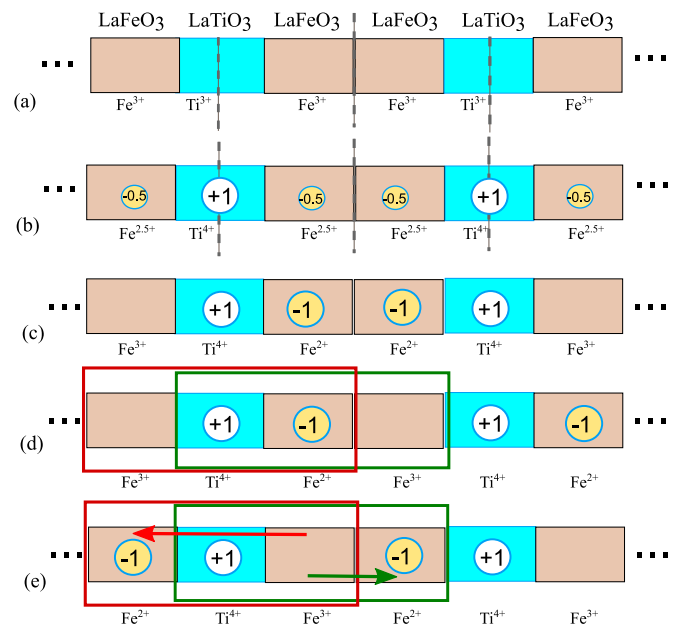 LaFeO3 LaTiO3 LaFeO3 LaFeO3 LaTiO3 LaFeO3
(a)
Fe3+ Ti3+ Fe3+ Fe3+ Ti3+ Fe3+
-0.5 +1 -0.5 -0.5 +1 -0.5
(b)
Fe2.5+ Ti4+ Fe2.5+ Fe2.5+ Ti4+ Fe2.5+
+1 -1 -1 +1
(c)
Fe3+ Ti4+ Fe2+ Fe2+ Ti4+ Fe3+
+1 -1 +1 -1
(d)
Fe3+ Ti4+ Fe2+ Fe3+ Ti4+ Fe2+
-1 +1 -1 +1
(e)
Fe2+ Ti4+ Fe3+ Fe2+ Ti4+ Fe3+